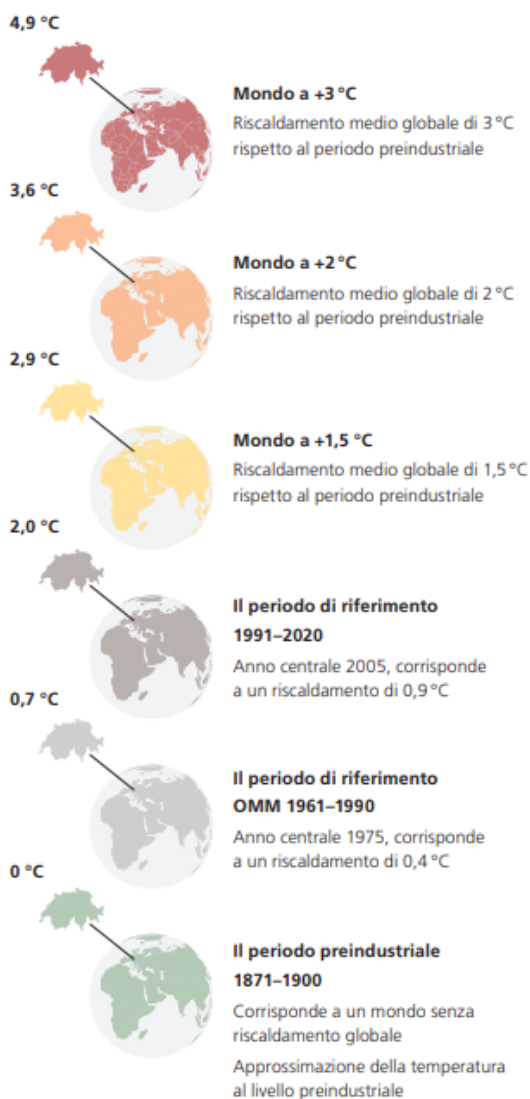 4,9 °C
Mondo a +3 °C
Riscaldamento medio globale di 3 °C
rispetto al periodo preindustriale
3,6 °C
Mondo a +2 °C
Riscaldamento medio globale di 2 °C
rispetto al periodo preindustriale
2,9 °C
Mondo a +1,5 °C
Riscaldamento medio globale di 1,5 °C
rispetto al periodo preindustriale
2,0 °C
Il periodo di riferimento
1991–2020
Anno centrale 2005, corrisponde
a un riscaldamento di 0,9 °C
0,7 °C
Il periodo di riferimento
OMM 1961–1990
Anno centrale 1975, corrisponde
a un riscaldamento di 0,4 °C
0 °C
Il periodo preindustriale
1871–1900
Corrisponde a un mondo senza
riscaldamento globale
Approssimazione della temperatura
al livello preindustriale